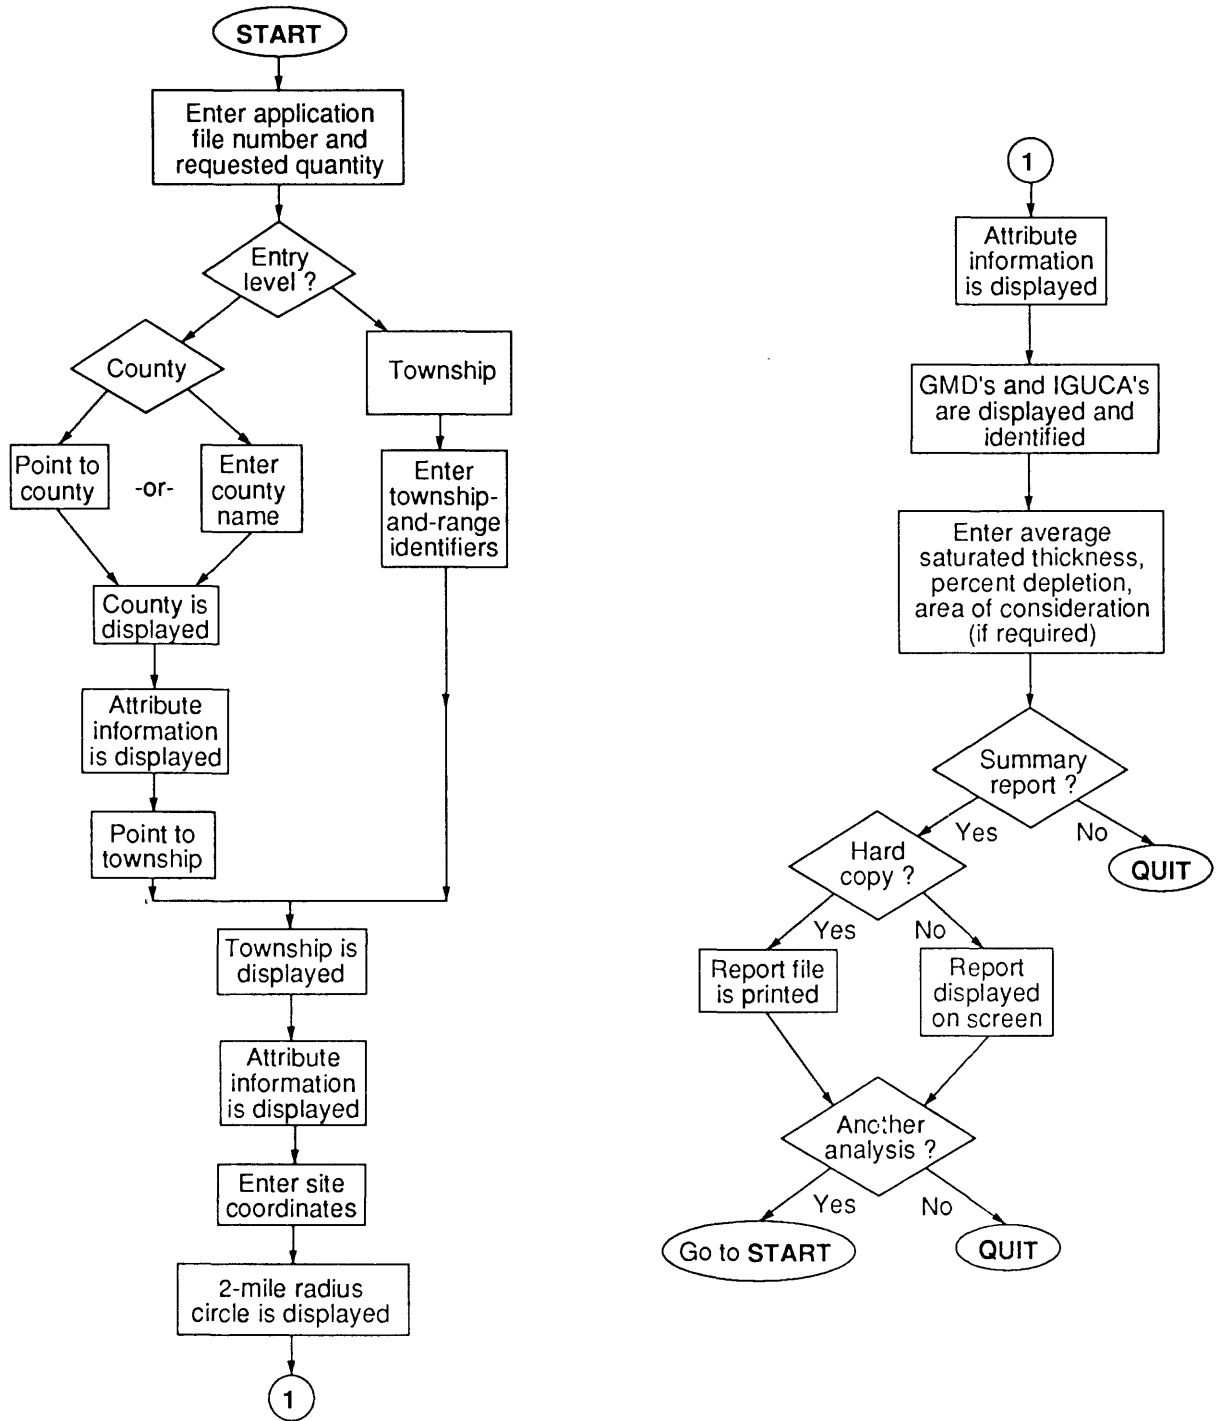 START
Enter application
file number and
requested quantity
Entry
level ?
County
Township
Point to
county
-or-
Enter
county
name
Enter
township-
and-range
identifiers
County is
displayed
Attribute
information
is displayed
Point to
township
Township is
displayed
Attribute
information
is displayed
Enter site
coordinates
2-mile radius
circle is displayed
1
1
Attribute
information
is displayed
GMD's and IGUCA's
are displayed and
identified
Enter average
saturated thickness,
percent depletion,
area of consideration
(if required)
Summary
report ?
Yes
No
QUIT
Hard
copy ?
Yes
No
Report file
is printed
Report
displayed
on screen
Another
analysis ?
Yes
No
Go to START
QUIT